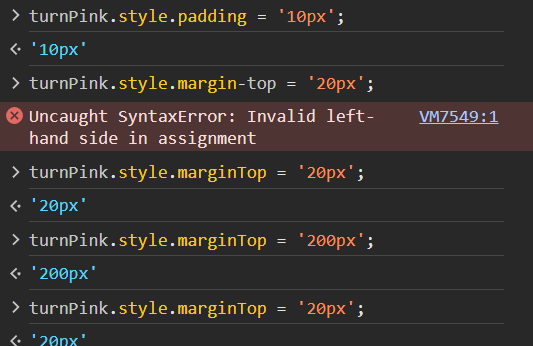 turnPink.style.padding = '10px';
'10px'
turnPink.style.margin-top = '20px';
Uncaught SyntaxError: Invalid left- VM7549:1
hand side in assignment
turnPink.style.marginTop = '20px';
'20px'
turnPink.style.marginTop = '200px';
'200px'
turnPink.style.marginTop = '20px';
'20px'